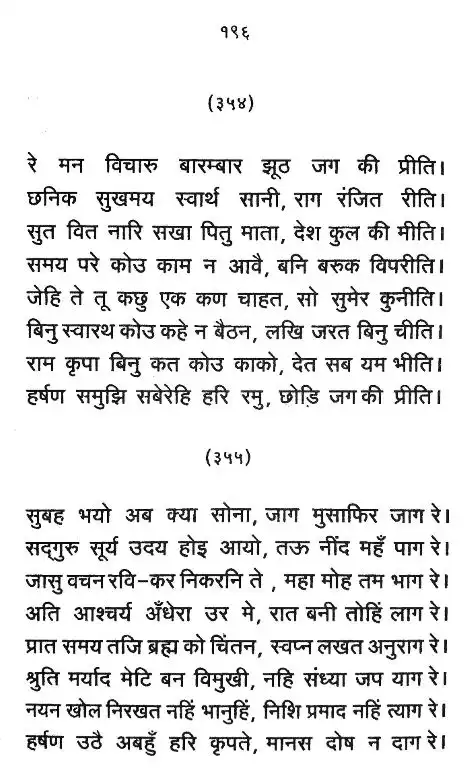 १९६
(३५४)
रे मन विचारु बारम्बार झूठ जग की प्रीति।
छनिक सुखमय स्वार्थ सानी, राग रंजित रीति।
सुत वित नारि सखा पितु माता, देश कुल की मीति।
समय परे कोउ काम न आवै, बनि बरुक विपरीति।
जेहि ते तू कछु एक कण चाहत, सो सुमेर कुनीति।
बिनु स्वारथ कोउ कहे न बैठन, लखि जरत बिनु चीति।
राम कृपा बिनु कत कोउ काको, देत सब यम भीति।
हर्षण समुझि सबेरेहि हरि रमु, छोड़ि जग की प्रीति।
(३५५)
सुबह भयो अब क्या सोना, जाग मुसाफिर जाग रे।
सद्गुरु सूर्य उदय होइ आयो, तऊ नींद महँ पाग रे।
जासु वचन रवि-कर निकरनि ते , महा मोह तम भाग रे।
अति आश्चर्य अँधेरा उर मे, रात बनी तोहिं लाग रे।
प्रात समय तजि ब्रह्म को चिंतन, स्वप्न लखत अनुराग रे।
श्रुति मर्याद मेटि बन विमुखी, नहि संध्या जप याग रे।
नयन खोल निरखत नहिं भानुहिं, निशि प्रमाद नहिं त्याग रे।
हर्षण उठै अबहुँ हरि कृपते, मानस दोष न दाग रे।